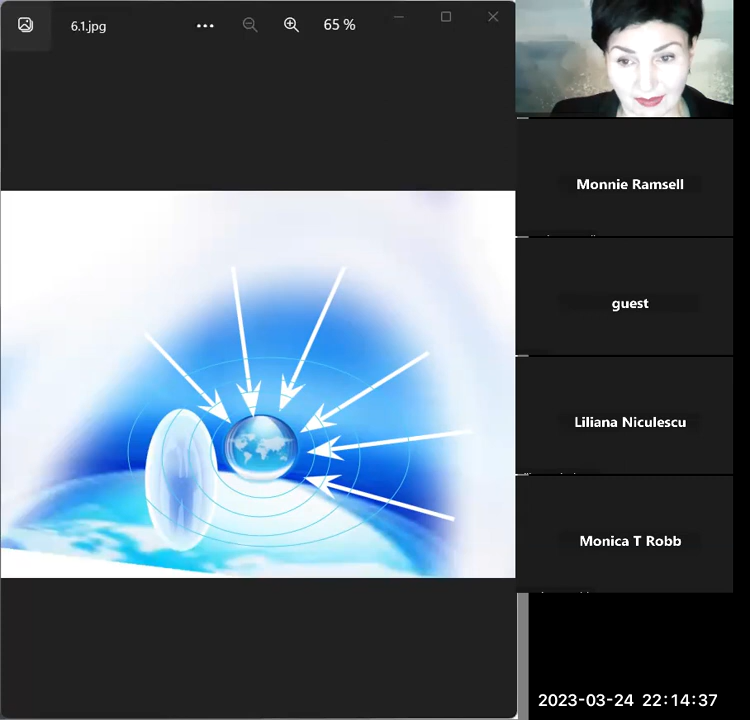 6.1.jpg
65 %
Monnie Ramsell
guest
Liliana Niculescu
Monica T Robb
2023-03-24 22:14:37